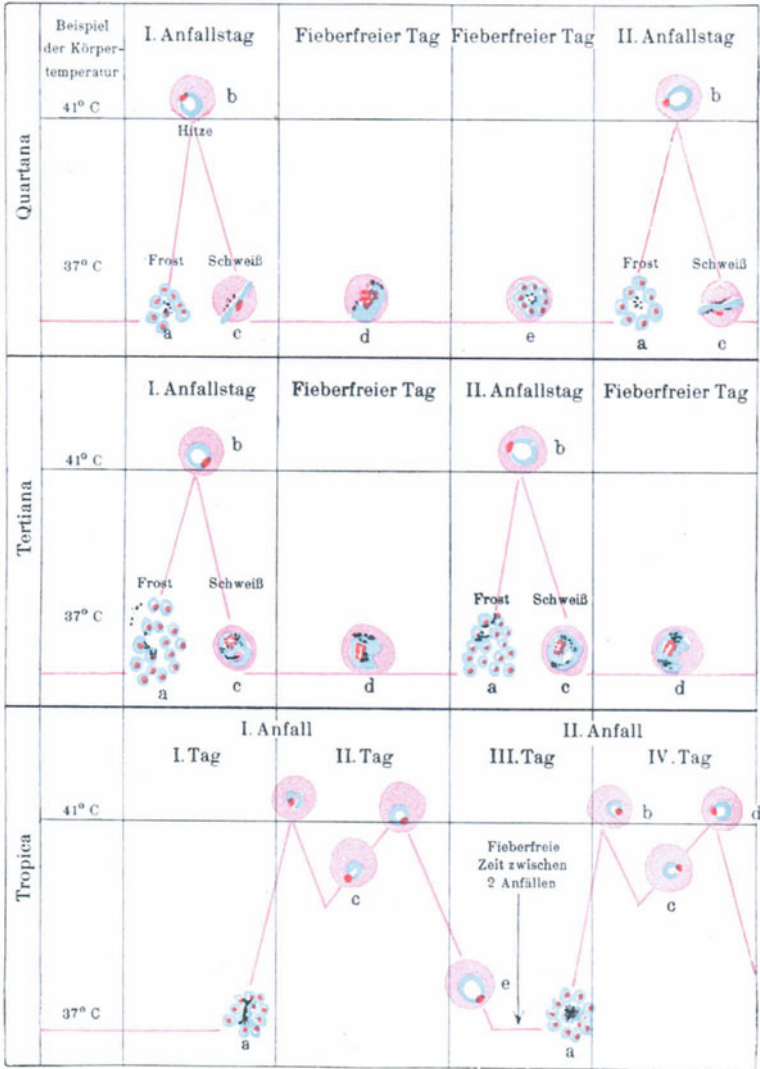 Beispiel
der Körper-
temperatur
I. Anfallstag
Fieberfreier Tag
Fieberfreier Tag
II. Anfallstag
Quartana
41° C
b
b
Hitze
37° C
Frost
Schweiß
Frost
Schweiß
a
c
d
e
a
c
I. Anfallstag
Fieberfreier Tag
II. Anfallstag
Fieberfreier Tag
Tertiana
41° C
b
b
37° C
Frost
Schweiß
Frost
Schweiß
a
c
d
a
c
d
I. Anfall
II. Anfall
I. Tag
II. Tag
III. Tag
IV. Tag
Tropica
41° C
b
d
c
c
Fieberfreie
Zeit zwischen
2 Anfällen
e
37° C
a
a